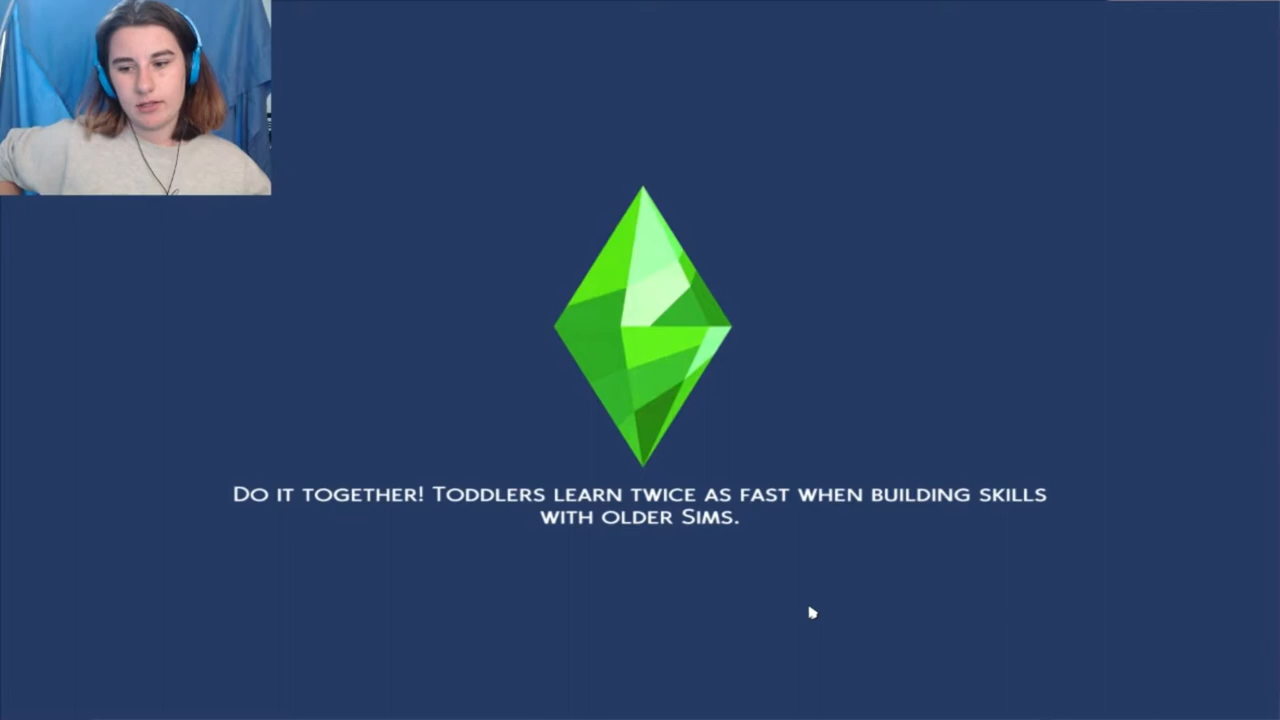 Do it together! Toddlers learn twice as fast when building skills
with older Sims.